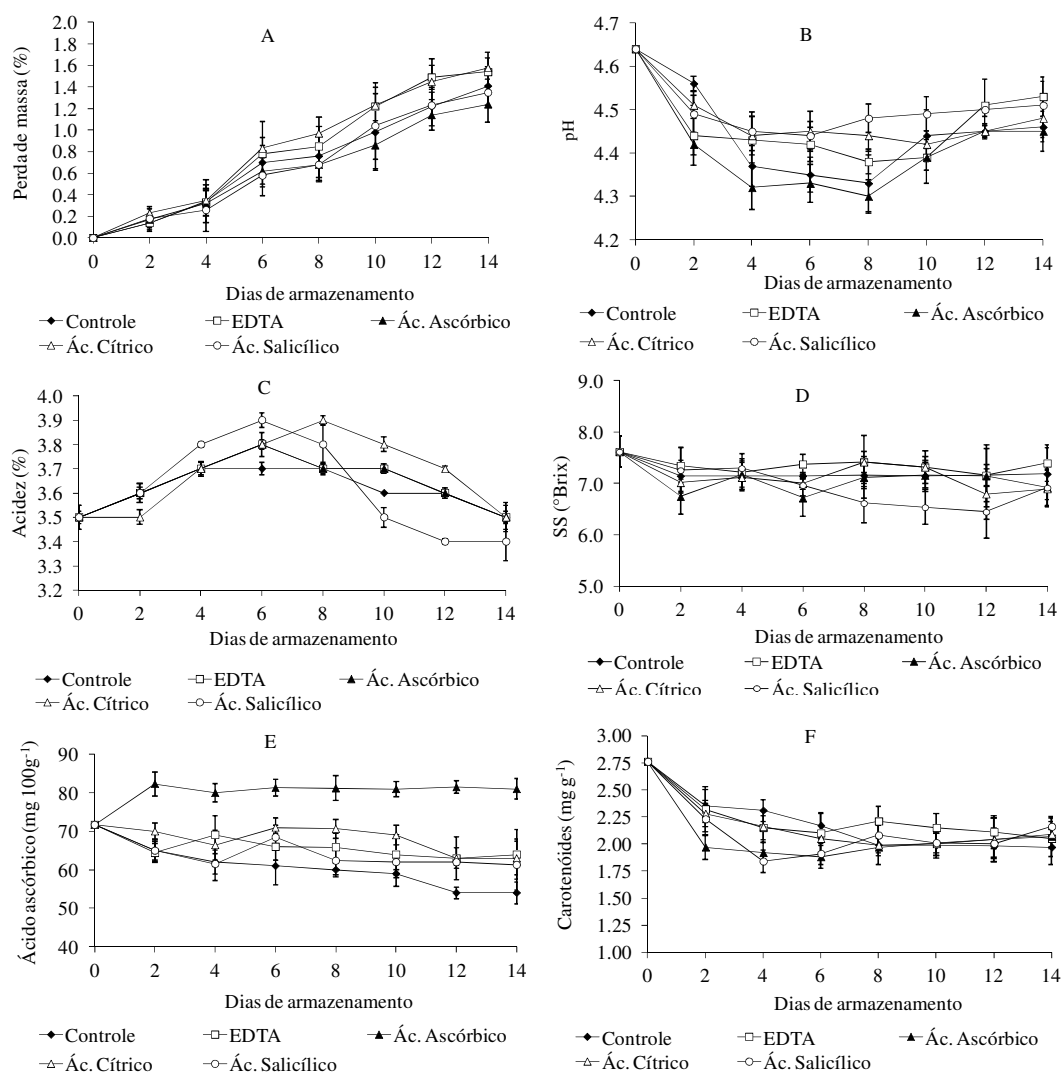 A
Perda de massa (%)
2.0
1.8
1.6
1.4
1.2
1.0
0.8
0.6
0.4
0.2
0.0
0 2 4 6 8 10 12 14
Dias de armazenamento
Controle EDTA Ác. Ascórbico
Ác. Cítrico Ác. Salicílico
B
pH
4.7
4.6
4.5
4.4
4.3
4.2
0 2 4 6 8 10 12 14
Dias de armazenamento
Controle EDTA Ác. Ascórbico
Ác. Cítrico Ác. Salicílico
C
Acidez (%)
4.0
3.9
3.8
3.7
3.6
3.5
3.4
3.3
3.2
0 2 4 6 8 10 12 14
Dias de armazenamento
Controle EDTA Ác. Ascórbico
Ác. Cítrico Ác. Salicílico
D
SS (°Brix)
9.0
8.0
7.0
6.0
5.0
0 2 4 6 8 10 12 14
Dias de armazenamento
Controle EDTA Ác. Ascórbico
Ác. Cítrico Ác. Salicílico
E
Ácido ascórbico (mg 100g⁻¹)
90
80
70
60
50
40
0 2 4 6 8 10 12 14
Dias de armazenamento
Controle EDTA Ác. Ascórbico
Ác. Cítrico Ác. Salicílico
F
Carotenóides (mg g⁻¹)
3.00
2.75
2.50
2.25
2.00
1.75
1.50
1.25
1.00
0 2 4 6 8 10 12 14
Dias de armazenamento
Controle EDTA Ác. Ascórbico
Ác. Cítrico Ác. Salicílico